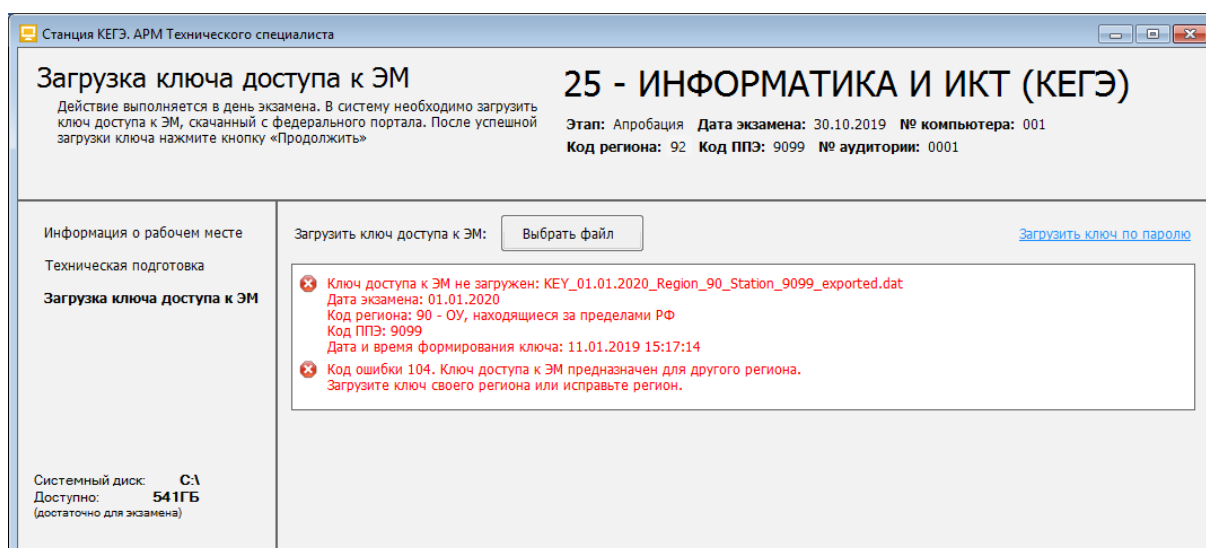 Станция КЕГЭ. АРМ Технического специалиста
Загрузка ключа доступа к ЭМ
Действие выполняется в день экзамена. В систему необходимо загрузить
ключ доступа к ЭМ, скачанный с федерального портала. После успешной
загрузки ключа нажмите кнопку «Продолжить»
25 - ИНФОРМАТИКА И ИКТ (КЕГЭ)
Этап: Апробация Дата экзамена: 30.10.2019 № компьютера: 001
Код региона: 92 Код ППЭ: 9099 № аудитории: 0001
Информация о рабочем месте
Техническая подготовка
Загрузка ключа доступа к ЭМ
Системный диск: C:\
Доступно: 541ГБ
(достаточно для экзамена)
Загрузить ключ доступа к ЭМ: Выбрать файл Загрузить ключ по паролю
Ключ доступа к ЭМ не загружен: KEY_01.01.2020_Region_90_Station_9099_exported.dat
Дата экзамена: 01.01.2020
Код региона: 90 - ОУ, находящиеся за пределами РФ
Код ППЭ: 9099
Дата и время формирования ключа: 11.01.2019 15:17:14
Код ошибки 104. Ключ доступа к ЭМ предназначен для другого региона.
Загрузите ключ своего региона или исправьте регион.